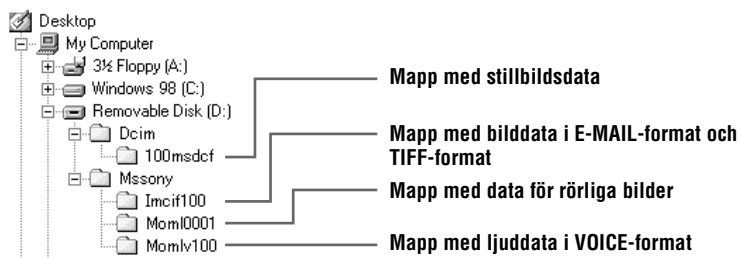 Desktop
My Computer
3½ Floppy (A:)
Windows 98 (C:)
Removable Disk (D:)
Dcim
100msdcf
Mssony
Imcif100
Moml0001
Momlv100
Mapp med stillbildsdata
Mapp med bilddata i E-MAIL-format och
TIFF-format
Mapp med data för rörliga bilder
Mapp med ljuddata i VOICE-format